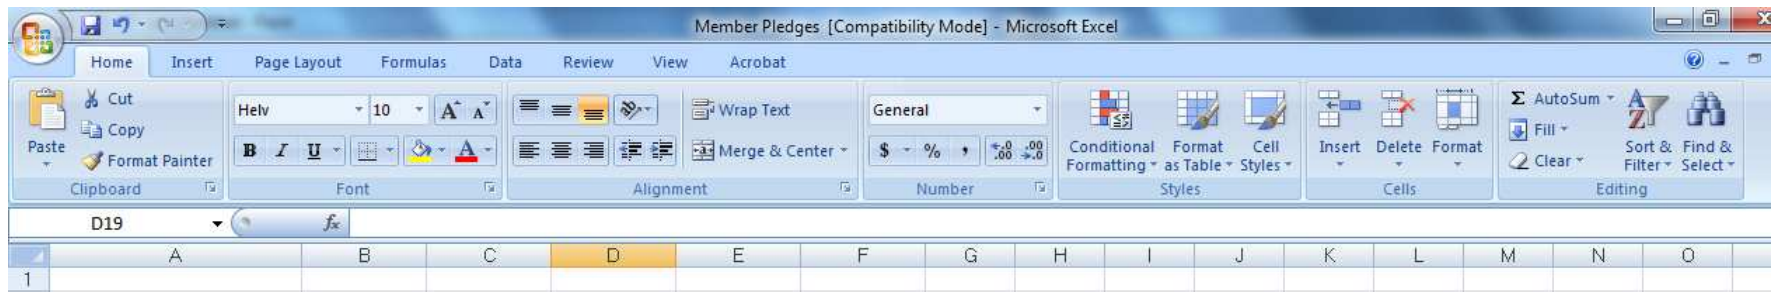 Member Pledges [Compatibility Mode] - Microsoft Excel
Home Insert Page Layout Formulas Data Review View Acrobat
Paste
Cut
Copy
Format Painter
Clipboard
Helv 10 A A
B I U A
Font
Wrap Text
Merge & Center
Alignment
General
$ % , .0 .00 .00 .0
Number
Conditional Formatting
Format as Table
Cell Styles
Styles
Insert Delete Format
Cells
Σ AutoSum
Fill
Clear
Sort & Filter
Find & Select
Editing
D19 fx
A B C D E F G H I J K L M N O
1